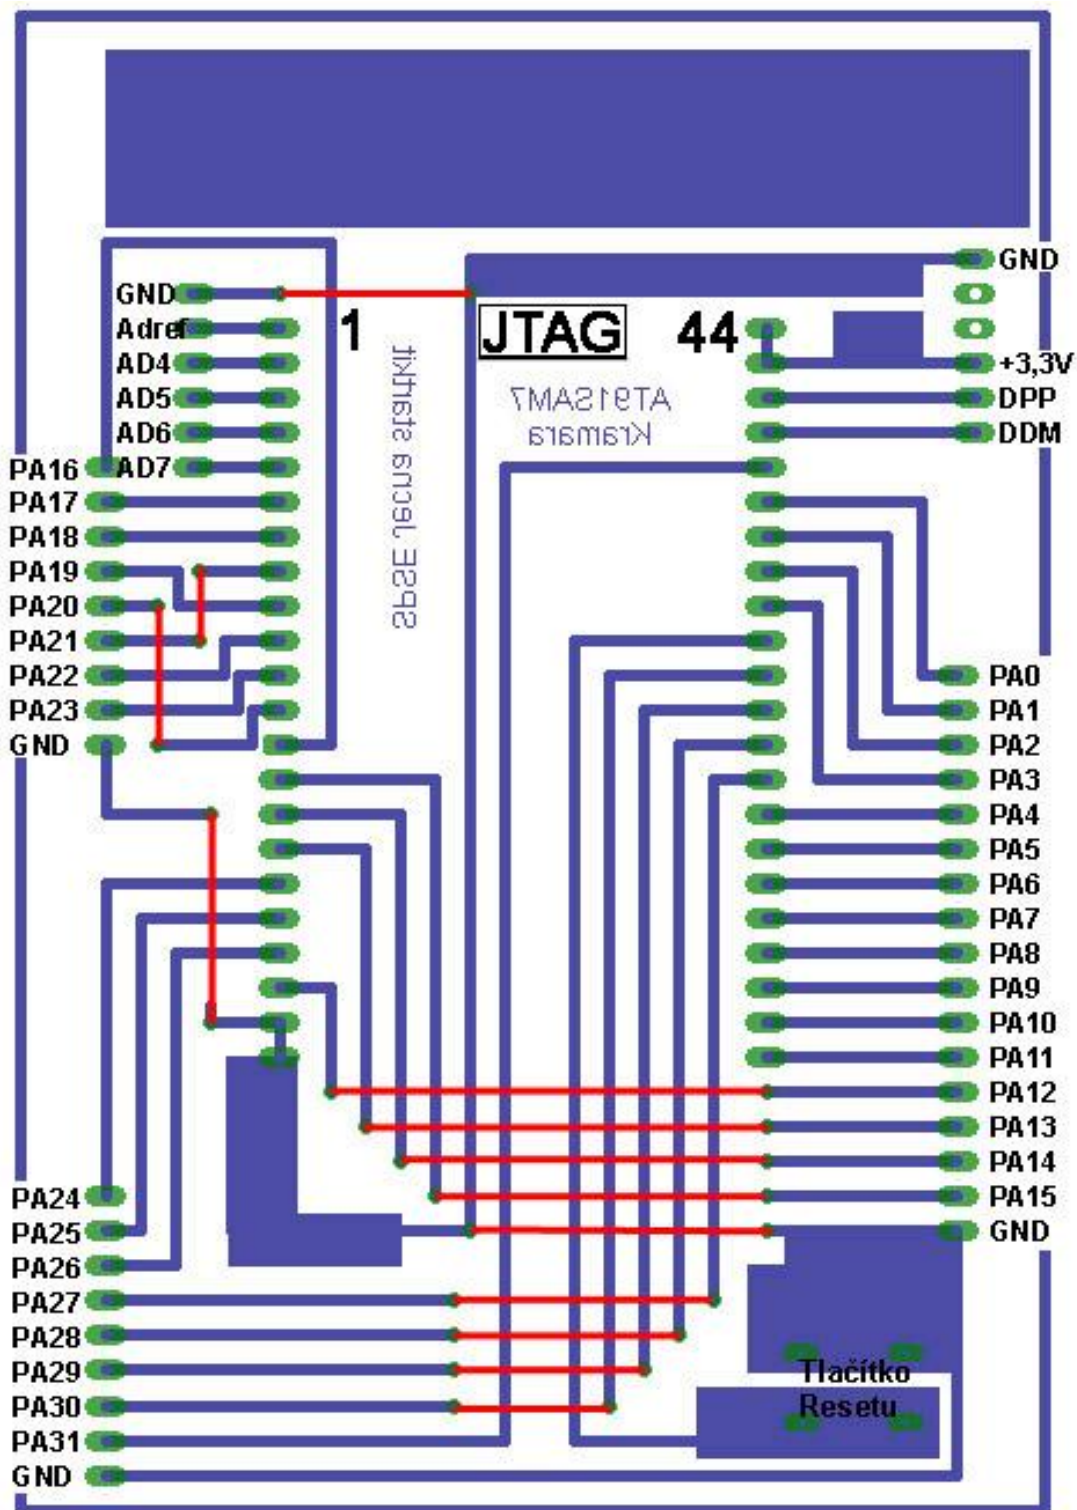 GND
GND
Adref
1
JTAG
44
AD4
+3,3V
AD5
DPP
AD6
DDM
AT91SAM7
Kramara
SPSE Jecna startkit
PA16
AD7
PA17
PA18
PA19
PA20
PA21
PA22
PA23
GND
PA0
PA1
PA2
PA3
PA4
PA5
PA6
PA7
PA8
PA9
PA10
PA11
PA12
PA13
PA14
PA15
GND
PA24
PA25
PA26
PA27
PA28
PA29
PA30
PA31
GND
Tlačítko
Resetu